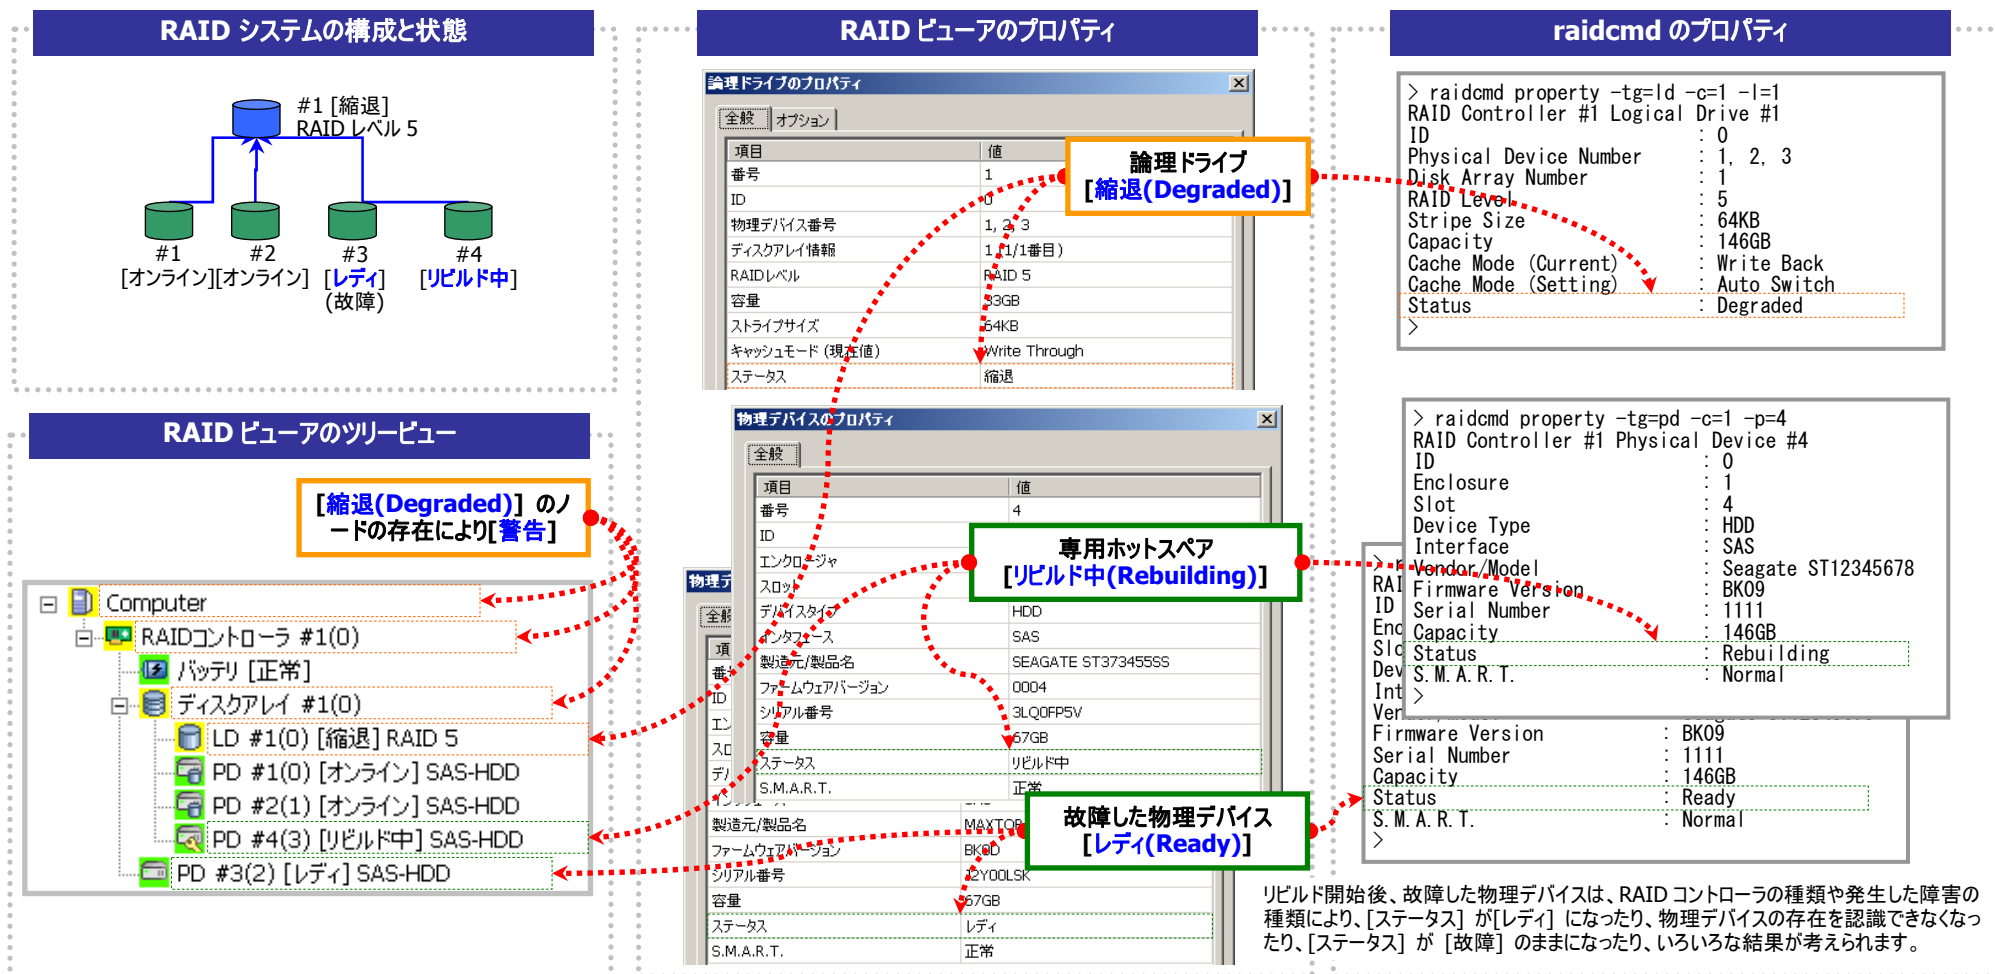 RAID システムの構成と状態
#1 [縮退]
RAID レベル 5
#1
#2
#3
#4
[オンライン][オンライン]
[レディ]
[リビルド中]
(故障)
RAID ビューアのツリービュー
[縮退(Degraded)] のノ
ードの存在により[警告]
Computer
RAIDコントローラ #1(0)
バッテリ [正常]
ディスクアレイ #1(0)
LD #1(0) [縮退] RAID 5
PD #1(0) [オンライン] SAS-HDD
PD #2(1) [オンライン] SAS-HDD
PD #4(3) [リビルド中] SAS-HDD
PD #3(2) [レディ] SAS-HDD
RAID ビューアのプロパティ
論理ドライブのプロパティ
全般 オプション
項目 値
番号 1
ID 0
物理デバイス番号 1, 2, 3
ディスクアレイ情報 1 (1/1番目)
RAIDレベル RAID 5
容量 33GB
ストライプサイズ 64KB
キャッシュモード (現在値) Write Through
ステータス 縮退
論理ドライブ
[縮退(Degraded)]
物理デバイスのプロパティ
全般
項目 値
番号 4
ID
エンクロージャ
スロット
デバイスタイプ HDD
インタフェース SAS
製造元/製品名 SEAGATE ST373455SS
ファームウェアバージョン 0004
シリアル番号 3LQ0FP5V
容量 67GB
ステータス リビルド中
S.M.A.R.T. 正常
専用ホットスペア
[リビルド中(Rebuilding)]
物理デ
全般
項
番
ID
エン
スロ
デバ
製造元/製品名 MAXTOR
ファームウェアバージョン
シリアル番号 J2Y00LSK
容量 67GB
ステータス レディ
S.M.A.R.T. 正常
故障した物理デバイス
[レディ(Ready)]
raidcmd のプロパティ
> raidcmd property -tg=ld -c=1 -l=1
RAID Controller #1 Logical Drive #1
ID : 0
Physical Device Number : 1, 2, 3
Disk Array Number : 1
RAID Level : 5
Stripe Size : 64KB
Capacity : 146GB
Cache Mode (Current) : Write Back
Cache Mode (Setting) : Auto Switch
Status : Degraded
>
> raidcmd property -tg=pd -c=1 -p=4
RAID Controller #1 Physical Device #4
ID : 0
Enclosure : 1
Slot : 4
Device Type : HDD
Interface : SAS
Vendor/Model : Seagate ST12345678
Firmware Version : BK09
Serial Number : 1111
Capacity : 146GB
Status : Rebuilding
S.M.A.R.T. : Normal
>
> r
RAI
ID
Enc
Slo
Dev
Int
Ven
Firmware Version : BK09
Serial Number : 1111
Capacity : 146GB
Status : Ready
S.M.A.R.T. : Normal
>
リビルド開始後、故障した物理デバイスは、RAID コントローラの種類や発生した障害の
種類により、[ステータス] が[レディ] になったり、物理デバイスの存在を認識できなくなっ
たり、[ステータス] が [故障] のままになったり、いろいろな結果が考えられます。